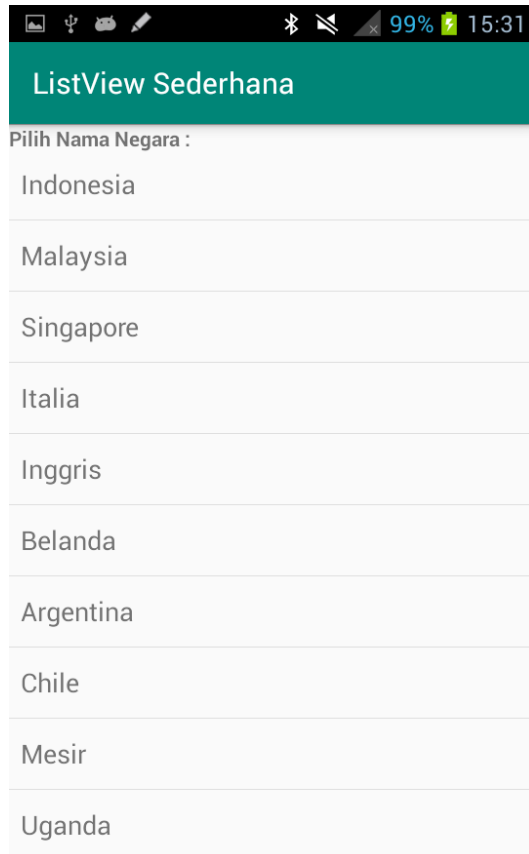 99% 15:31
ListView Sederhana
Pilih Nama Negara :
Indonesia
Malaysia
Singapore
Italia
Inggris
Belanda
Argentina
Chile
Mesir
Uganda